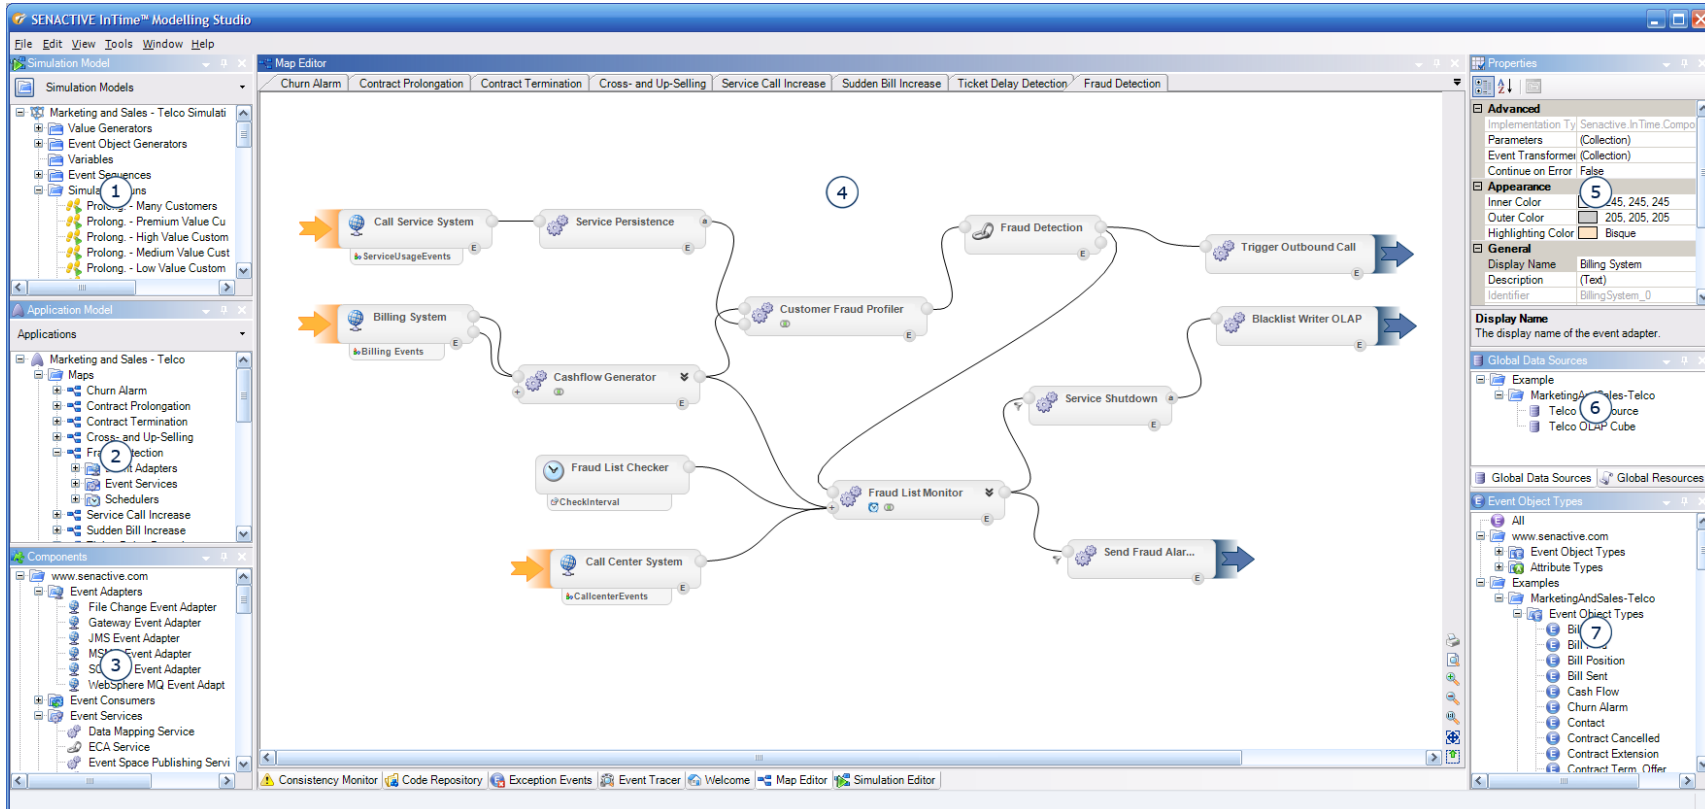 SENACTIVE InTime™ Modelling Studio
File Edit View Tools Window Help
Simulation Model
Simulation Models
Marketing and Sales - Telco Simulati
Value Generators
Event Object Generators
Variables
Event Sequences
1
Prolong. - Many Customers
Prolong. - Premium Value Cu
Prolong. - High Value Custom
Prolong. - Medium Value Cust
Prolong. - Low Value Custom
Application Model
Applications
Marketing and Sales - Telco
Maps
Churn Alarm
Contract Prolongation
Contract Termination
Cross- and Up-Selling
2
Adapters
Event Services
Schedulers
Service Call Increase
Sudden Bill Increase
Components
www.senactive.com
Event Adapters
File Change Event Adapter
Gateway Event Adapter
JMS Event Adapter
Event Adapter
3
Event Adapter
WebSphere MQ Event Adapt
Event Consumers
Event Services
Data Mapping Service
ECA Service
Event Space Publishing Servi
Map Editor
Churn Alarm Contract Prolongation Contract Termination Cross- and Up-Selling Service Call Increase Sudden Bill Increase Ticket Delay Detection Fraud Detection
4
Call Service System
E
ServiceUsageEvents
Service Persistence
a
E
Fraud Detection
E
Trigger Outbound Call
E
Billing System
E
Billing Events
Customer Fraud Profiler
E
Blacklist Writer OLAP
E
Cashflow Generator
+
E
Service Shutdown
a
E
Fraud List Checker
CheckInterval
Fraud List Monitor
+
E
Call Center System
E
CallcenterEvents
Send Fraud Alar...
E
Consistency Monitor Code Repository Exception Events Event Tracer Welcome Map Editor Simulation Editor
Properties
Advanced
Implementation Ty Senactive.InTime.Compo
Parameters (Collection)
Event Transformer (Collection)
Continue on Error False
Appearance
5
Inner Color 245, 245, 245
Outer Color 205, 205, 205
Highlighting Color Bisque
General
Display Name Billing System
Description (Text)
Identifier BillingSystem_0
Display Name
The display name of the event adapter.
Global Data Sources
Example
MarketingAndSales-Telco
6
Telco
Telco OLAP Cube
Global Data Sources Global Resources
Event Object Types
All
www.senactive.com
Event Object Types
Attribute Types
Examples
MarketingAndSales-Telco
Event Object Types
7
Bill Position
Bill Sent
Cash Flow
Churn Alarm
Contact
Contract Cancelled
Contract Extension
Contract Term. Offer